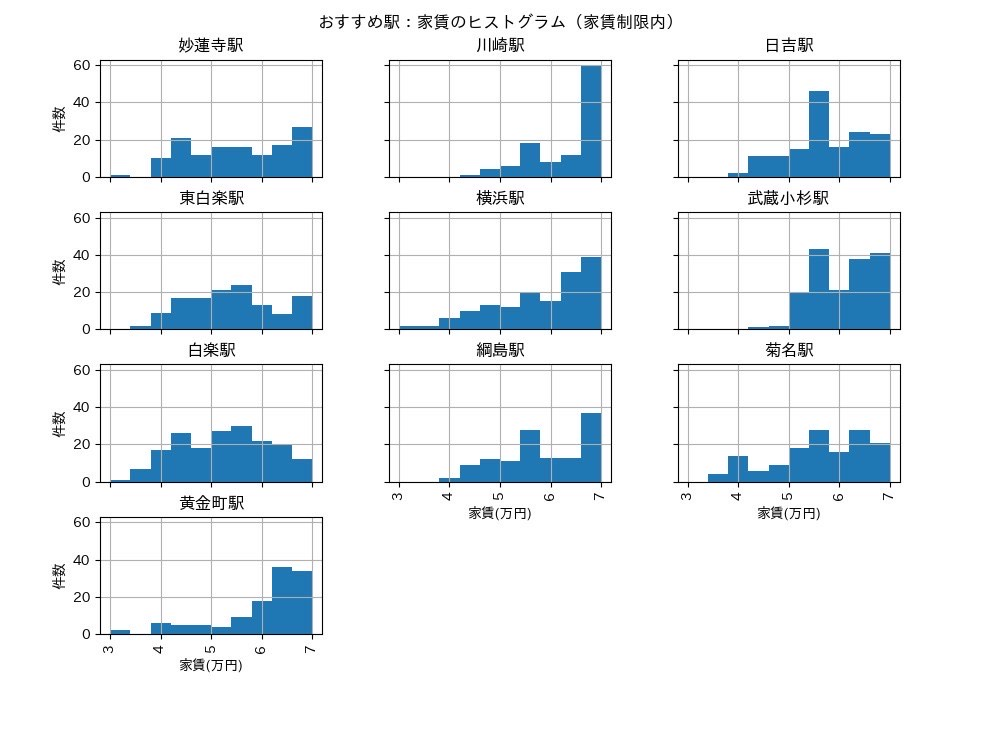 おすすめ駅：家賃のヒストグラム（家賃制限内）
妙蓮寺駅
川崎駅
日吉駅
60
40
20
0
件数
東白楽駅
横浜駅
武蔵小杉駅
60
40
20
0
件数
白楽駅
綱島駅
菊名駅
60
40
20
0
件数
3 4 5 6 7
家賃(万円)
3 4 5 6 7
家賃(万円)
黄金町駅
60
40
20
0
件数
3 4 5 6 7
家賃(万円)